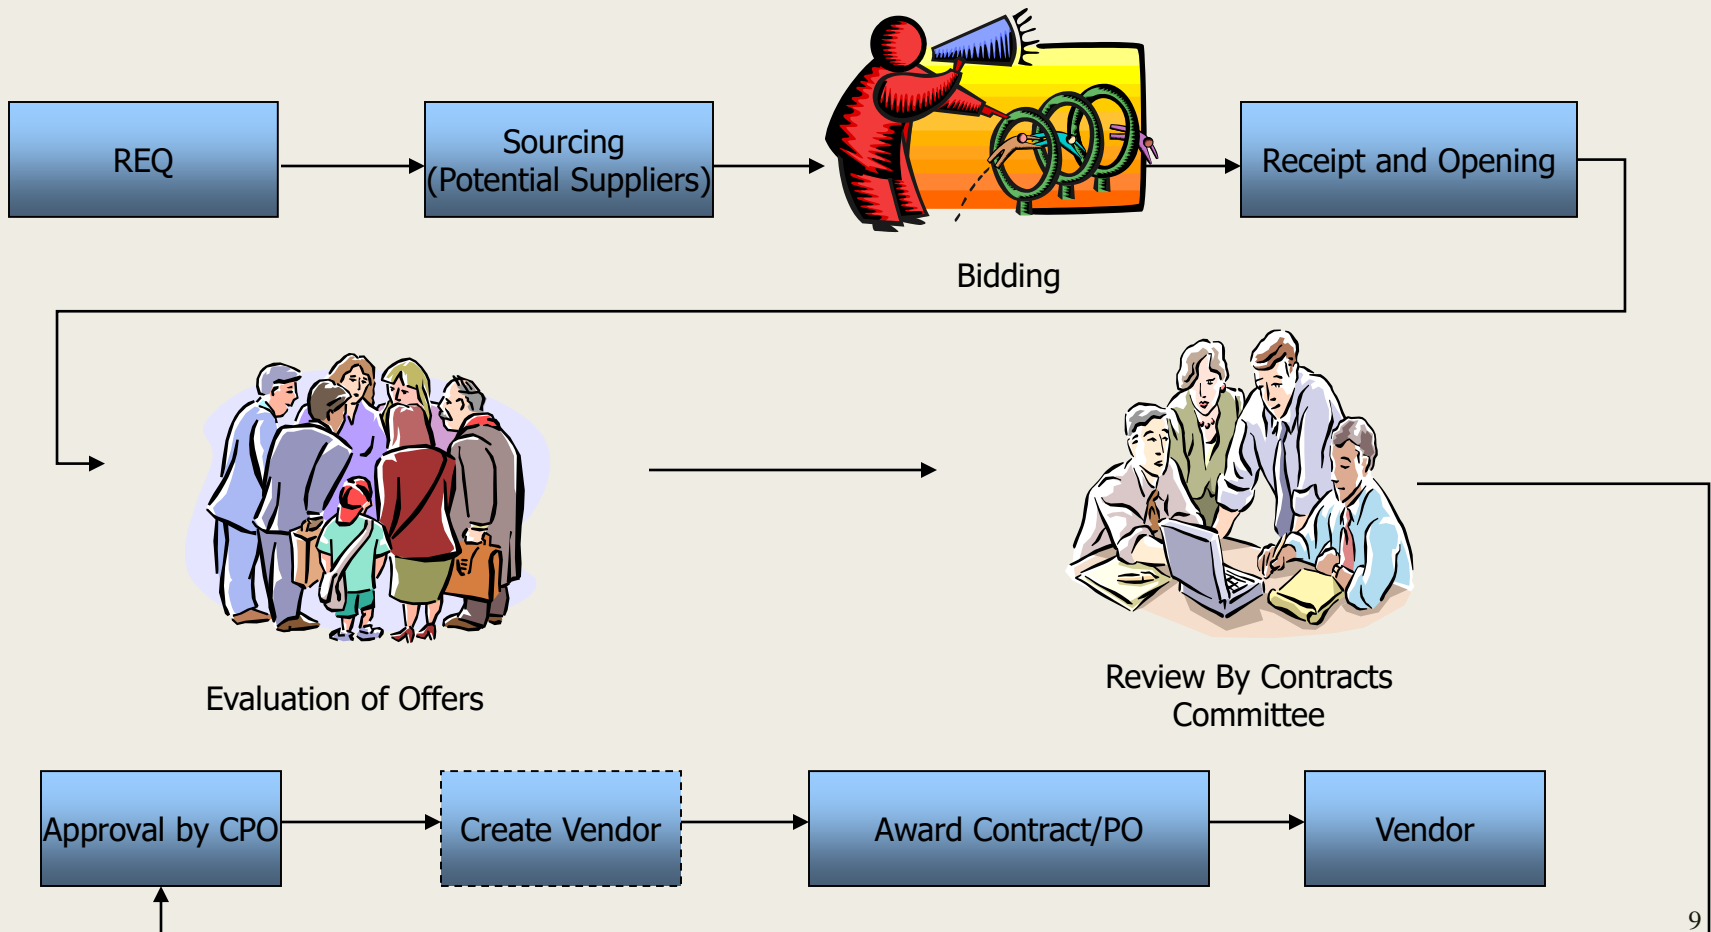 REQ
Sourcing
(Potential Suppliers)
Receipt and Opening
Bidding
Evaluation of Offers
Review By Contracts
Committee
Approval by CPO
Create Vendor
Award Contract/PO
Vendor
9